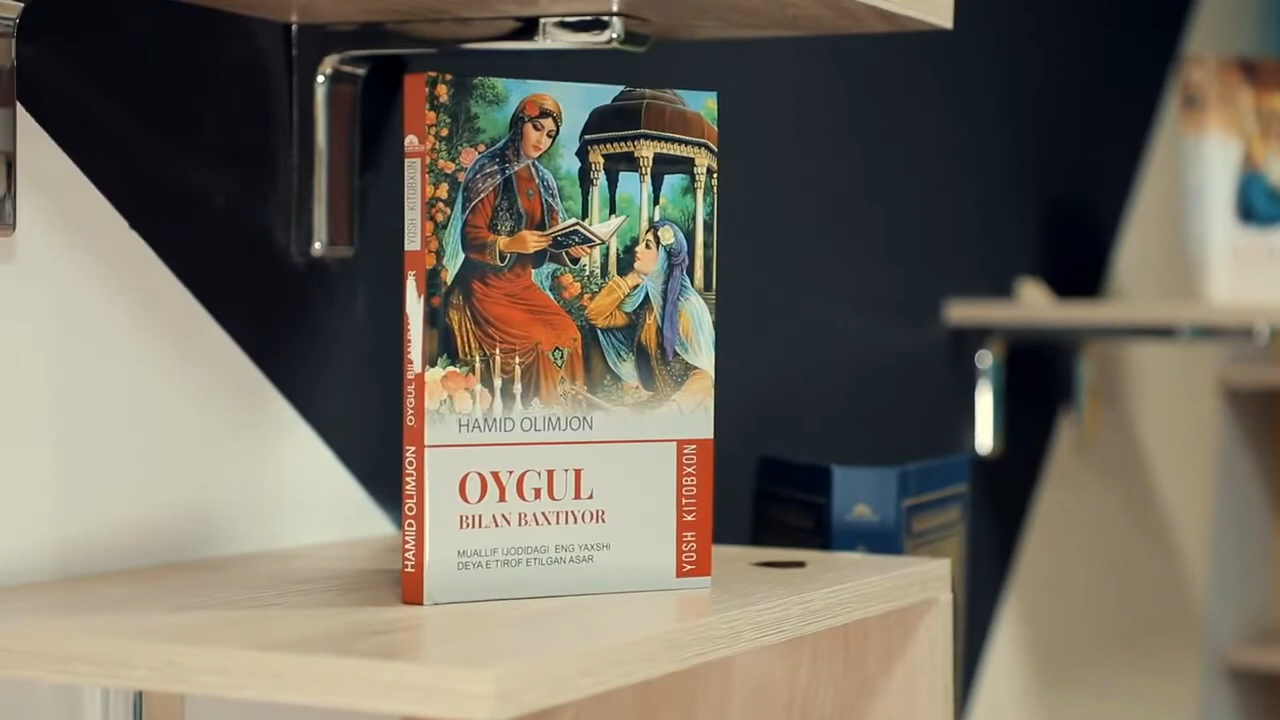 HAMID OLIMJON
OYGUL
BILAN BAXTIYOR
MUALLIF IJODIDAGI ENG YAXSHI
DEYA E'TIROF ETILGAN ASAR
YOSH KITOBXON
HAMID OLIMJON OYGUL BILAN
YOSH KITOBXON